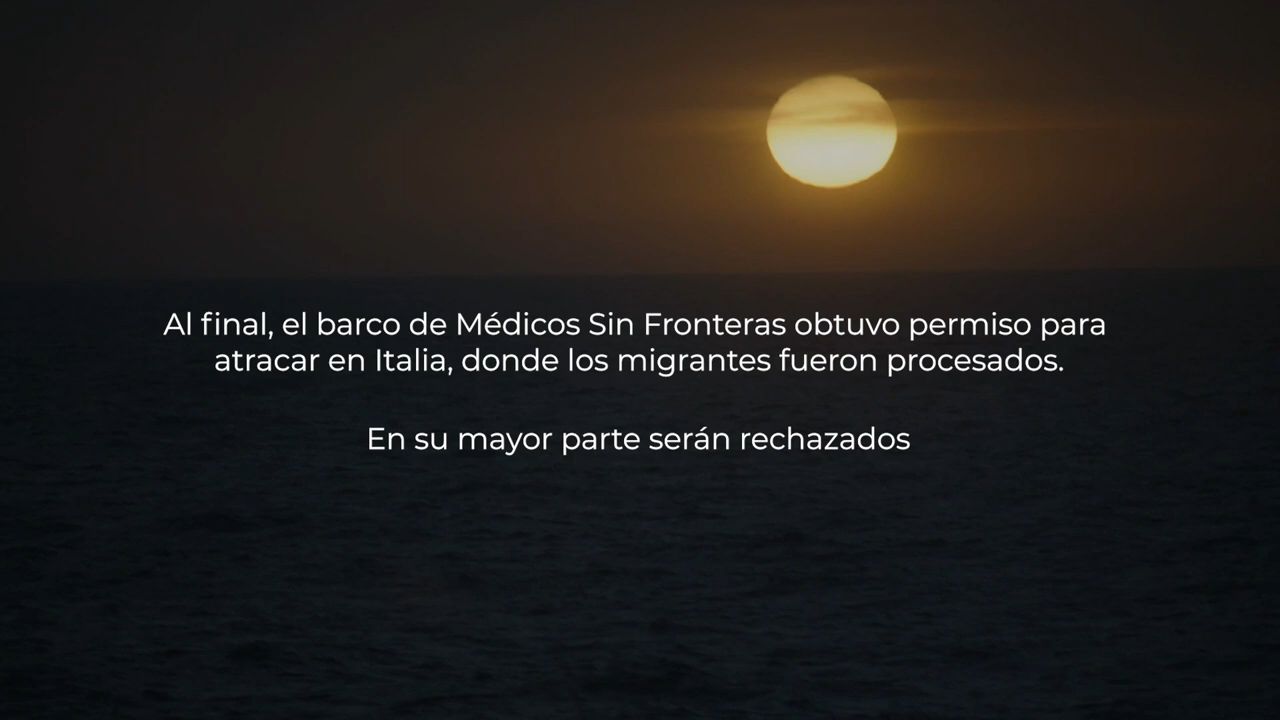 Al final, el barco de Médicos Sin Fronteras obtuvo permiso para
atracar en Italia, donde los migrantes fueron procesados.
En su mayor parte serán rechazados